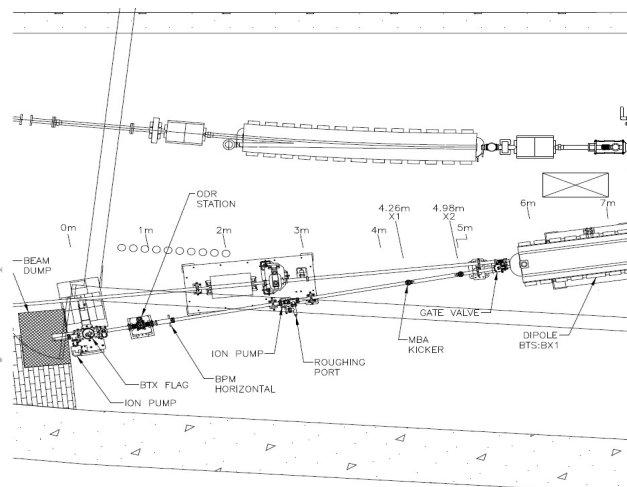 ODR
STATION
0m
1m
2m
3m
4m
4.26m
X1
4.98m
X2
5m
6m
7m
BEAM
DUMP
GATE VALVE
DIPOLE
BTS:BX1
MBA
KICKER
ION PUMP
ROUGHING
PORT
BPM
HORIZONTAL
BTX FLAG
ION PUMP